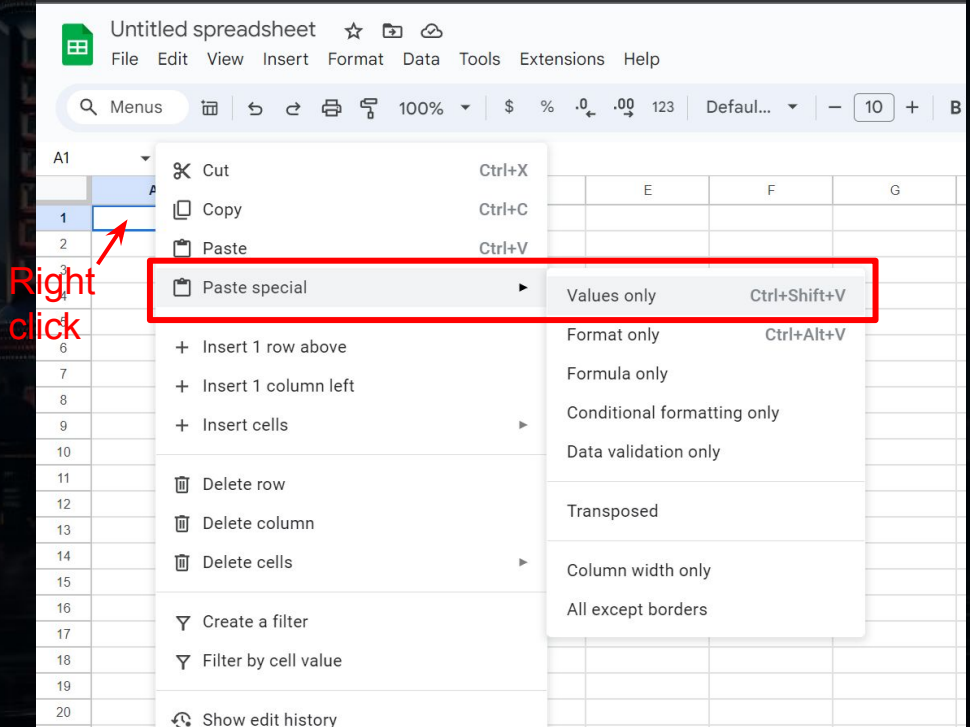 Untitled spreadsheet
File Edit View Insert Format Data Tools Extensions Help
Menus 100% $ % .0 .00 123 Defaul... − 10 + B
A1
A E F G
1
2
3
4
5
6
7
8
9
10
11
12
13
14
15
16
17
18
19
20
Right
click
Cut Ctrl+X
Copy Ctrl+C
Paste Ctrl+V
Paste special
Insert 1 row above
Insert 1 column left
Insert cells
Delete row
Delete column
Delete cells
Create a filter
Filter by cell value
Show edit history
Values only Ctrl+Shift+V
Format only Ctrl+Alt+V
Formula only
Conditional formatting only
Data validation only
Transposed
Column width only
All except borders